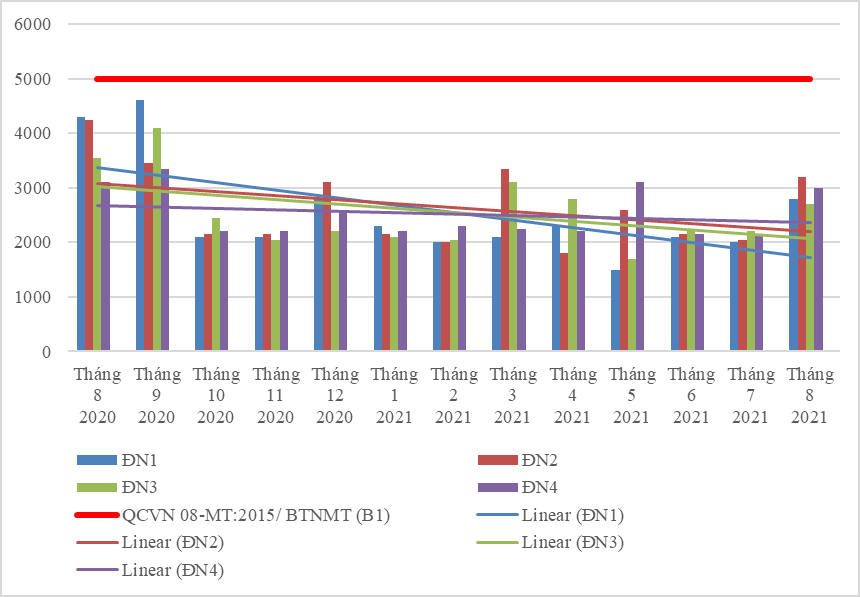 6000
5000
4000
3000
2000
1000
0
Tháng Tháng Tháng Tháng Tháng Tháng Tháng Tháng Tháng Tháng Tháng Tháng Tháng
8 9 10 11 12 1 2 3 4 5 6 7 8
2020 2020 2020 2020 2020 2021 2021 2021 2021 2021 2021 2021 2021
ĐN1 ĐN2
ĐN3 ĐN4
QCVN 08-MT:2015/ BTNMT (B1) Linear (ĐN1)
Linear (ĐN2) Linear (ĐN3)
Linear (ĐN4)